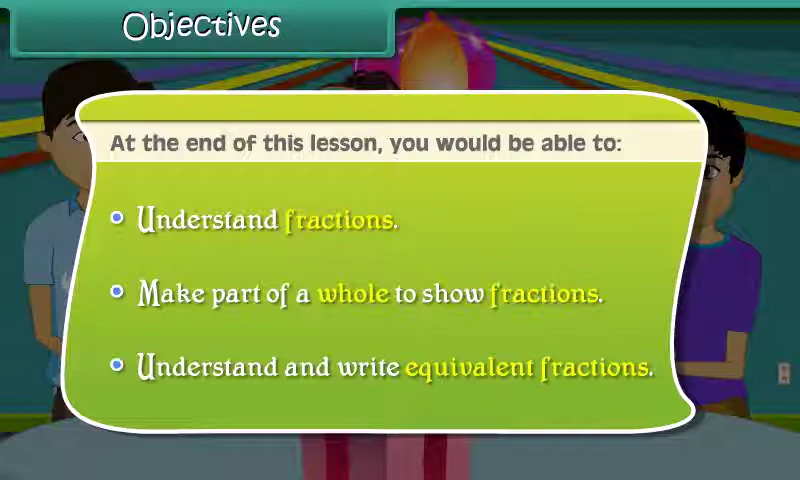 Objectives
At the end of this lesson, you would be able to:
Understand fractions.
Make part of a whole to show fractions.
Understand and write equivalent fractions.